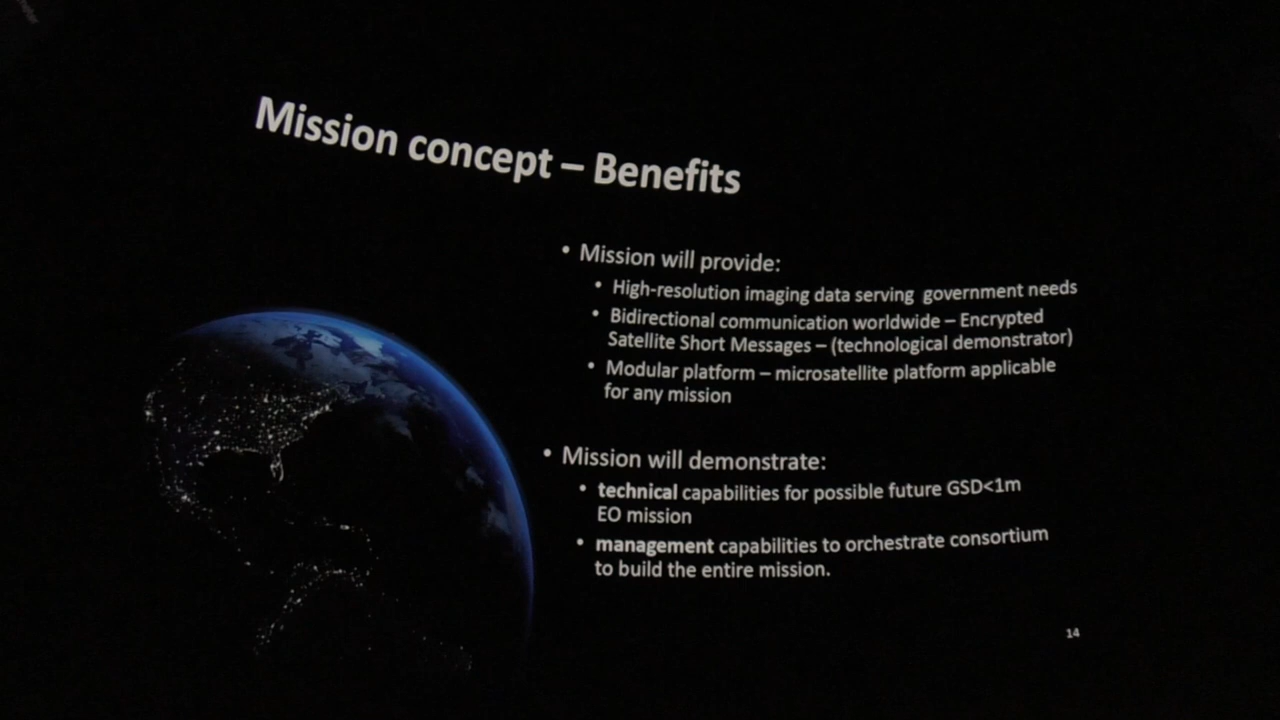 Mission concept – Benefits
• Mission will provide:
• High-resolution imaging data serving government needs
• Bidirectional communication worldwide – Encrypted
Satellite Short Messages – (technological demonstrator)
• Modular platform – microsatellite platform applicable
for any mission
• Mission will demonstrate:
• technical capabilities for possible future GSD<1m
EO mission
• management capabilities to orchestrate consortium
to build the entire mission.
14